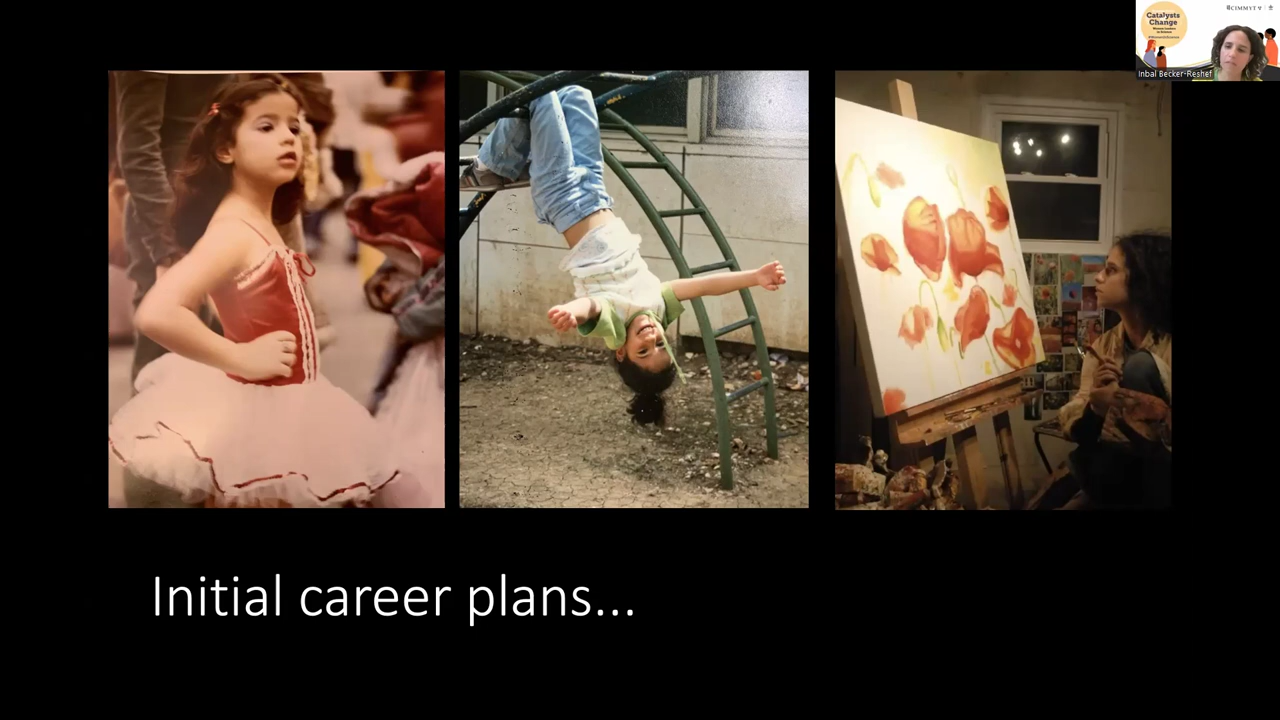 Catalysts
Change
CIMMYT
Inbal Becker-Reshef
Initial career plans...